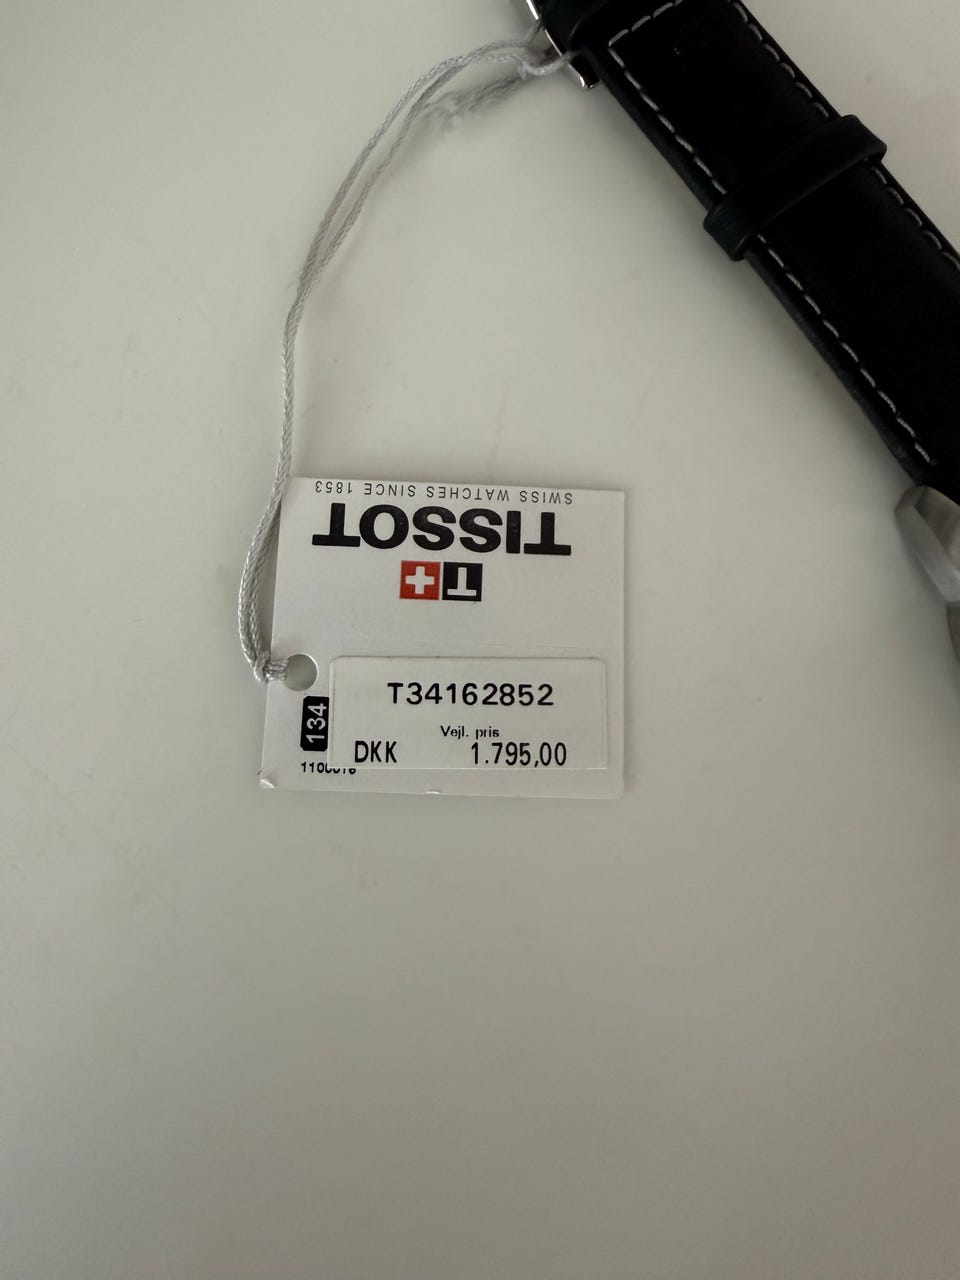 SWISS WATCHES SINCE 1853
TISSOT
T+
T34162852
Vejl. pris
DKK 1.795,00
134